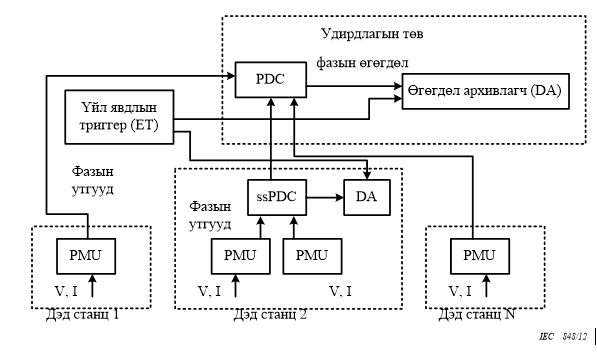 Удирдлагын төв
PDC
фазын өгөгдөл
Өгөгдөл архивлагч (DA)
Үйл явдлын
триггер (ET)
Фазын
утгууд
ssPDC
DA
Фазын
утгууд
PMU
PMU
PMU
PMU
V, I
V, I
V, I
V, I
Дэд станц 1
Дэд станц 2
Дэд станц N
IEC 848/12